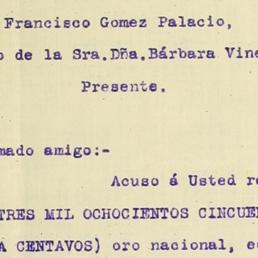 Francisco Gomez Palacio,
o de la Sra.Dña.Bárbara Vine
Presente.
mado amigo:-
Acuso á Usted re
TRES MIL OCHOCIENTOS CINCUE
A CENTAVOS) oro nacional, e